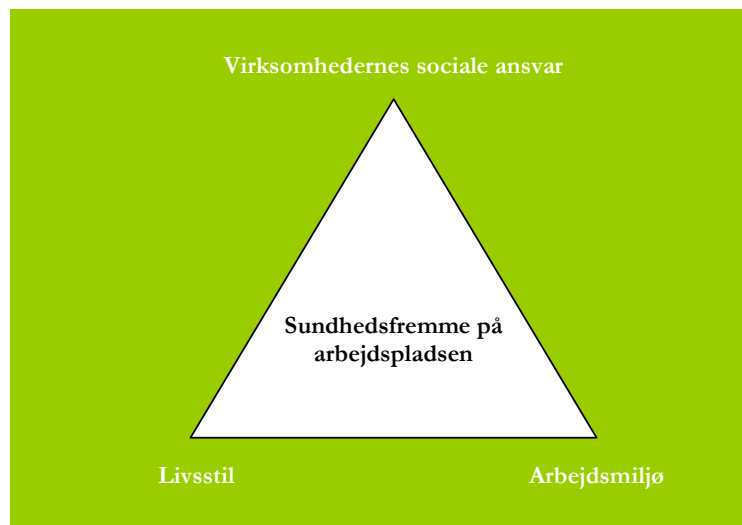 Virksomhedernes sociale ansvar
Sundhedsfremme på
arbejdspladsen
Livsstil
Arbejdsmiljø